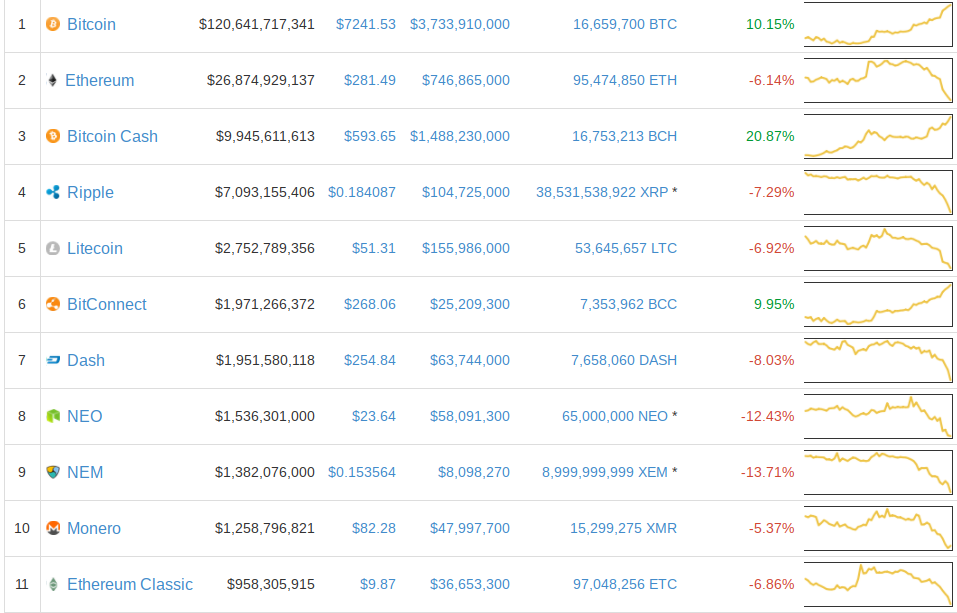 1 Bitcoin $120,641,717,341 $7241.53 $3,733,910,000 16,659,700 BTC 10.15%
2 Ethereum $26,874,929,137 $281.49 $746,865,000 95,474,850 ETH -6.14%
3 Bitcoin Cash $9,945,611,613 $593.65 $1,488,230,000 16,753,213 BCH 20.87%
4 Ripple $7,093,155,406 $0.184087 $104,725,000 38,531,538,922 XRP * -7.29%
5 Litecoin $2,752,789,356 $51.31 $155,986,000 53,645,657 LTC -6.92%
6 BitConnect $1,971,266,372 $268.06 $25,209,300 7,353,962 BCC 9.95%
7 Dash $1,951,580,118 $254.84 $63,744,000 7,658,060 DASH -8.03%
8 NEO $1,536,301,000 $23.64 $58,091,300 65,000,000 NEO * -12.43%
9 NEM $1,382,076,000 $0.153564 $8,098,270 8,999,999,999 XEM * -13.71%
10 Monero $1,258,796,821 $82.28 $47,997,700 15,299,275 XMR -5.37%
11 Ethereum Classic $958,305,915 $9.87 $36,653,300 97,048,256 ETC -6.86%